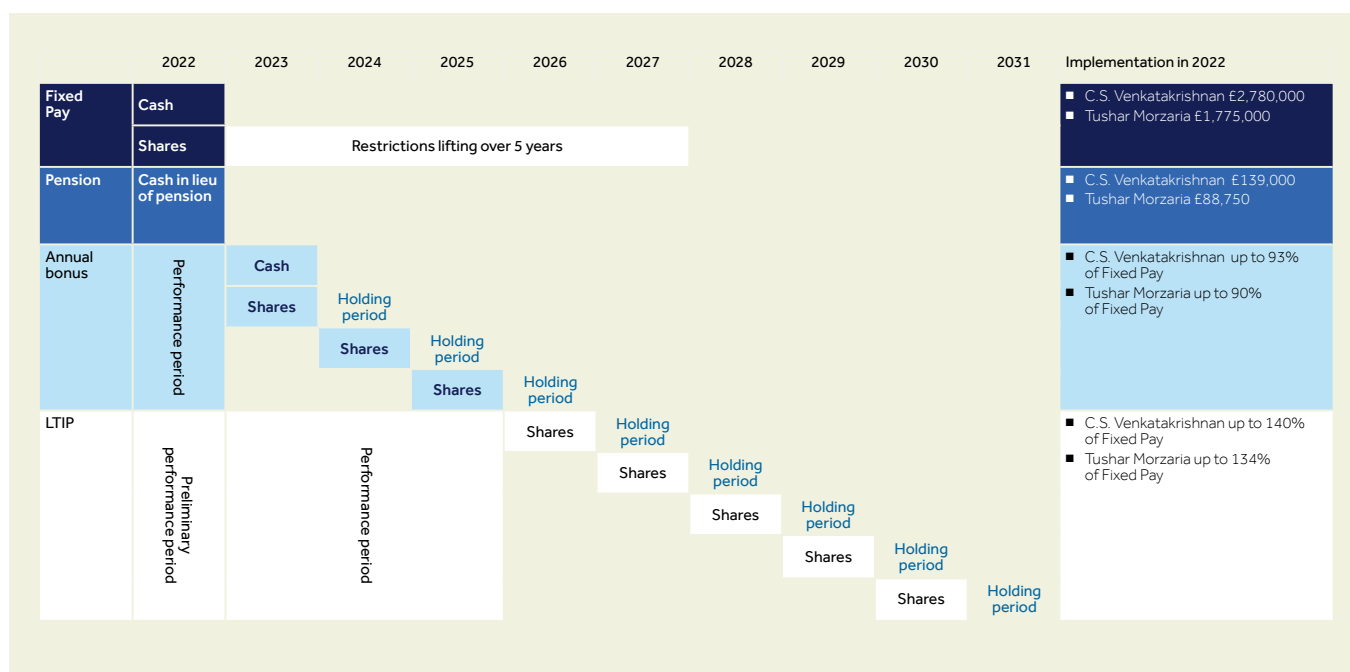 2022 2023 2024 2025 2026 2027 2028 2029 2030 2031 Implementation in 2022
Fixed
Pay
Cash
Shares
Restrictions lifting over 5 years
■ C.S. Venkatakrishnan £2,780,000
■ Tushar Morzaria £1,775,000
Pension
Cash in lieu
of pension
■ C.S. Venkatakrishnan £139,000
■ Tushar Morzaria £88,750
Annual
bonus
Performance period
Cash
Shares
Holding
period
Shares
Holding
period
Shares
Holding
period
■ C.S. Venkatakrishnan up to 93%
of Fixed Pay
■ Tushar Morzaria up to 90%
of Fixed Pay
LTIP
Preliminary
performance period
Performance period
Shares
Holding
period
Shares
Holding
period
Shares
Holding
period
Shares
Holding
period
Shares
Holding
period
■ C.S. Venkatakrishnan up to 140%
of Fixed Pay
■ Tushar Morzaria up to 134%
of Fixed Pay